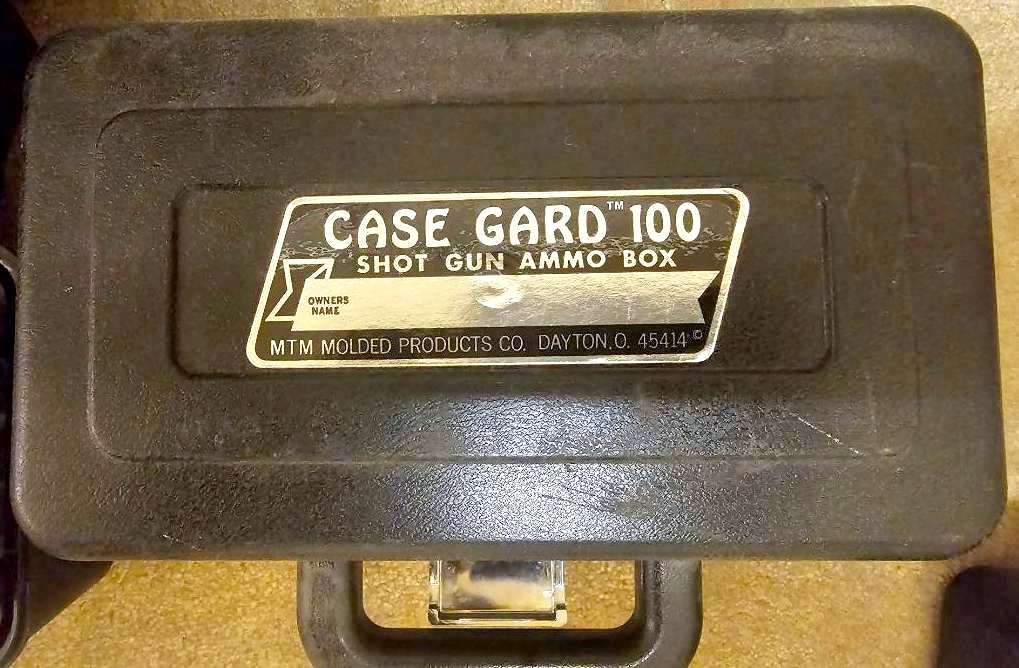 CASE GARD™ 100
SHOT GUN AMMO BOX
OWNERS
NAME
MTM MOLDED PRODUCTS CO. DAYTON, O. 45414 ©